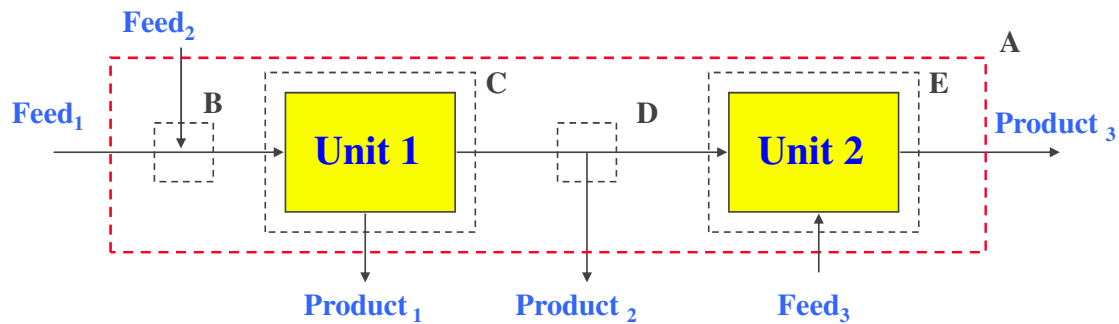 Feed2
A
B
C
D
E
Feed1
Unit 1
Unit 2
Product 3
Product 1
Product 2
Feed3